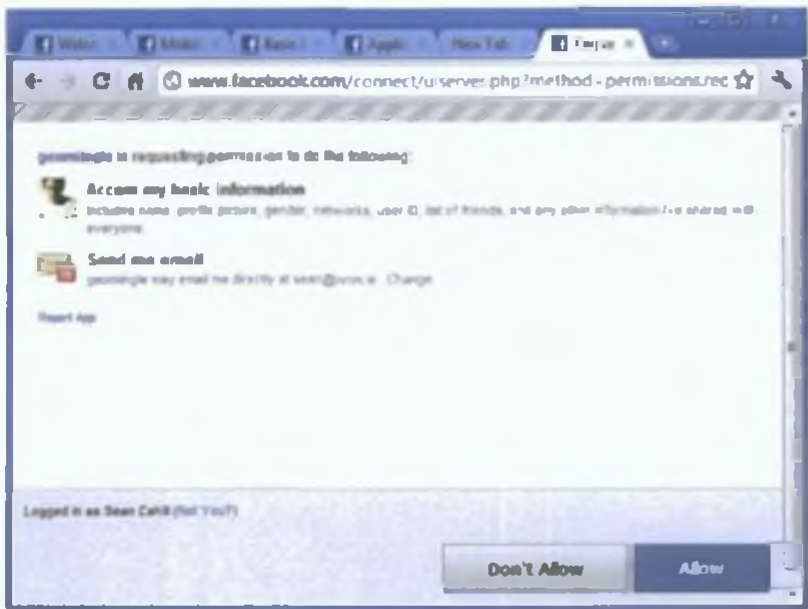 New Tab
www.facebook.com/connect/uiserver.php?method=permissions.rec
geomingle is requesting permission to do the following:
Access my basic information
Includes name, profile picture, gender, networks, user ID, list of friends, and any other information I've shared with
everyone.
Send me email
geomingle may email me directly at Change
Report App
Logged in as Sean Cahill (Not You?)
Don't Allow
Allow